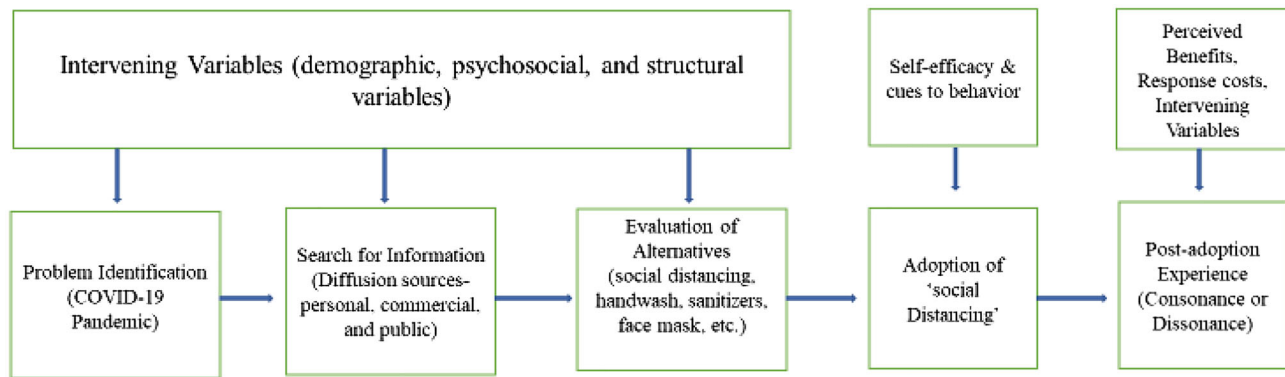 Intervening Variables (demographic, psychosocial, and structural
variables)
Self-efficacy &
cues to behavior
Perceived
Benefits,
Response costs,
Intervening
Variables
Problem Identification
(COVID-19
Pandemic)
Search for Information
(Diffusion sources-
personal, commercial,
and public)
Evaluation of
Alternatives
(social distancing,
handwash, sanitizers,
face mask, etc.)
Adoption of
‘social
Distancing’
Post-adoption
Experience
(Consonance or
Dissonance)